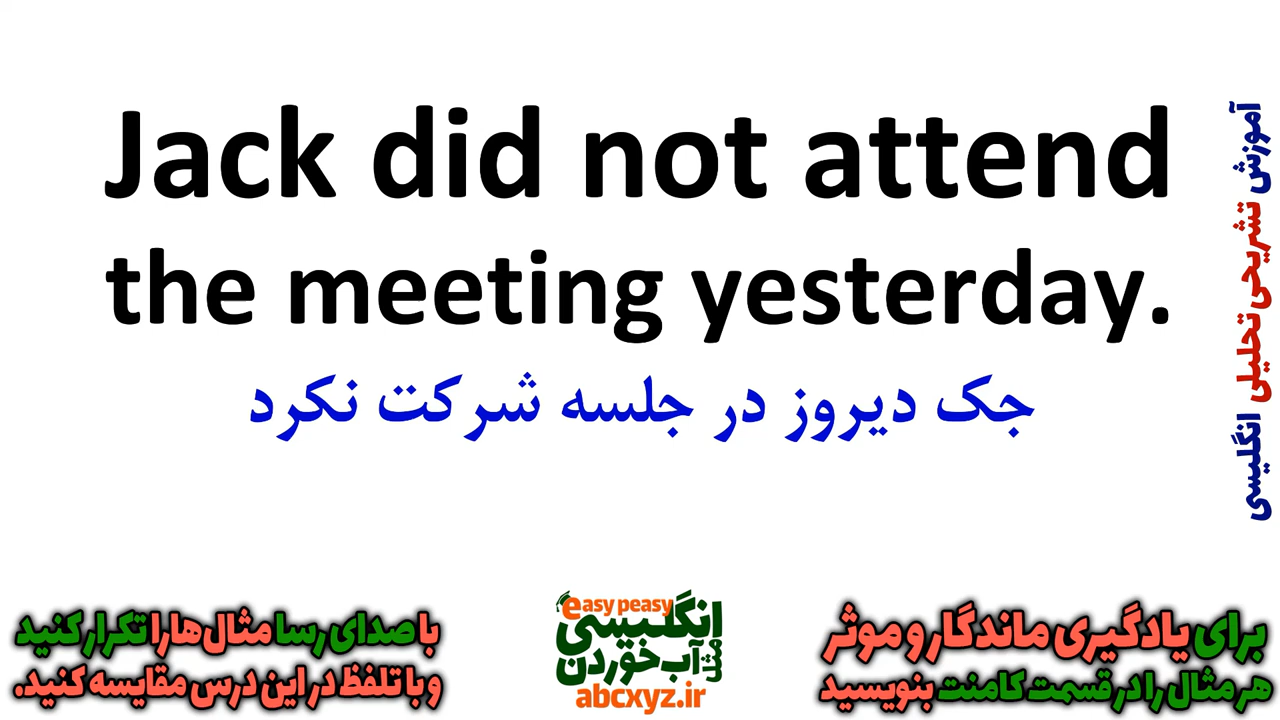 Jack did not attend
the meeting yesterday.
جک دیروز در جلسه شرکت نکرد
آموزش تشریحی تحلیلی انگلیسی
با صدای رسا مثال‌ها را تکرار کنید
و با تلفظ در این درس مقایسه کنید.
easy peasy
انگلیسی
مثل آب خوردن
abcxyz.ir
برای یادگیری ماندگار و موثر
هر مثال را در قسمت کامنت بنویسید